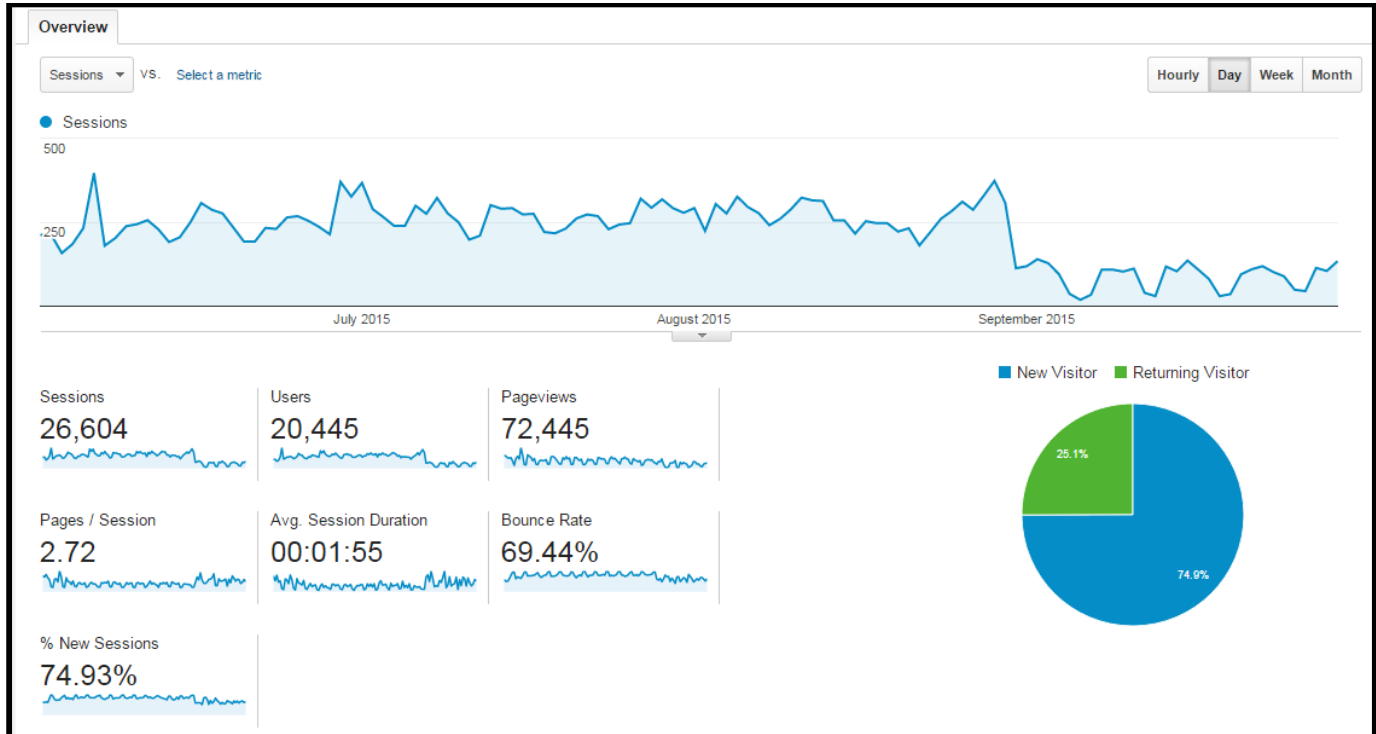 Overview
Sessions VS. Select a metric
Hourly Day Week Month
Sessions
500
250
July 2015 August 2015 September 2015
New Visitor Returning Visitor
Sessions Users Pageviews
26,604 20,445 72,445
25.1%
Pages / Session Avg. Session Duration Bounce Rate
2.72 00:01:55 69.44%
74.9%
% New Sessions
74.93%